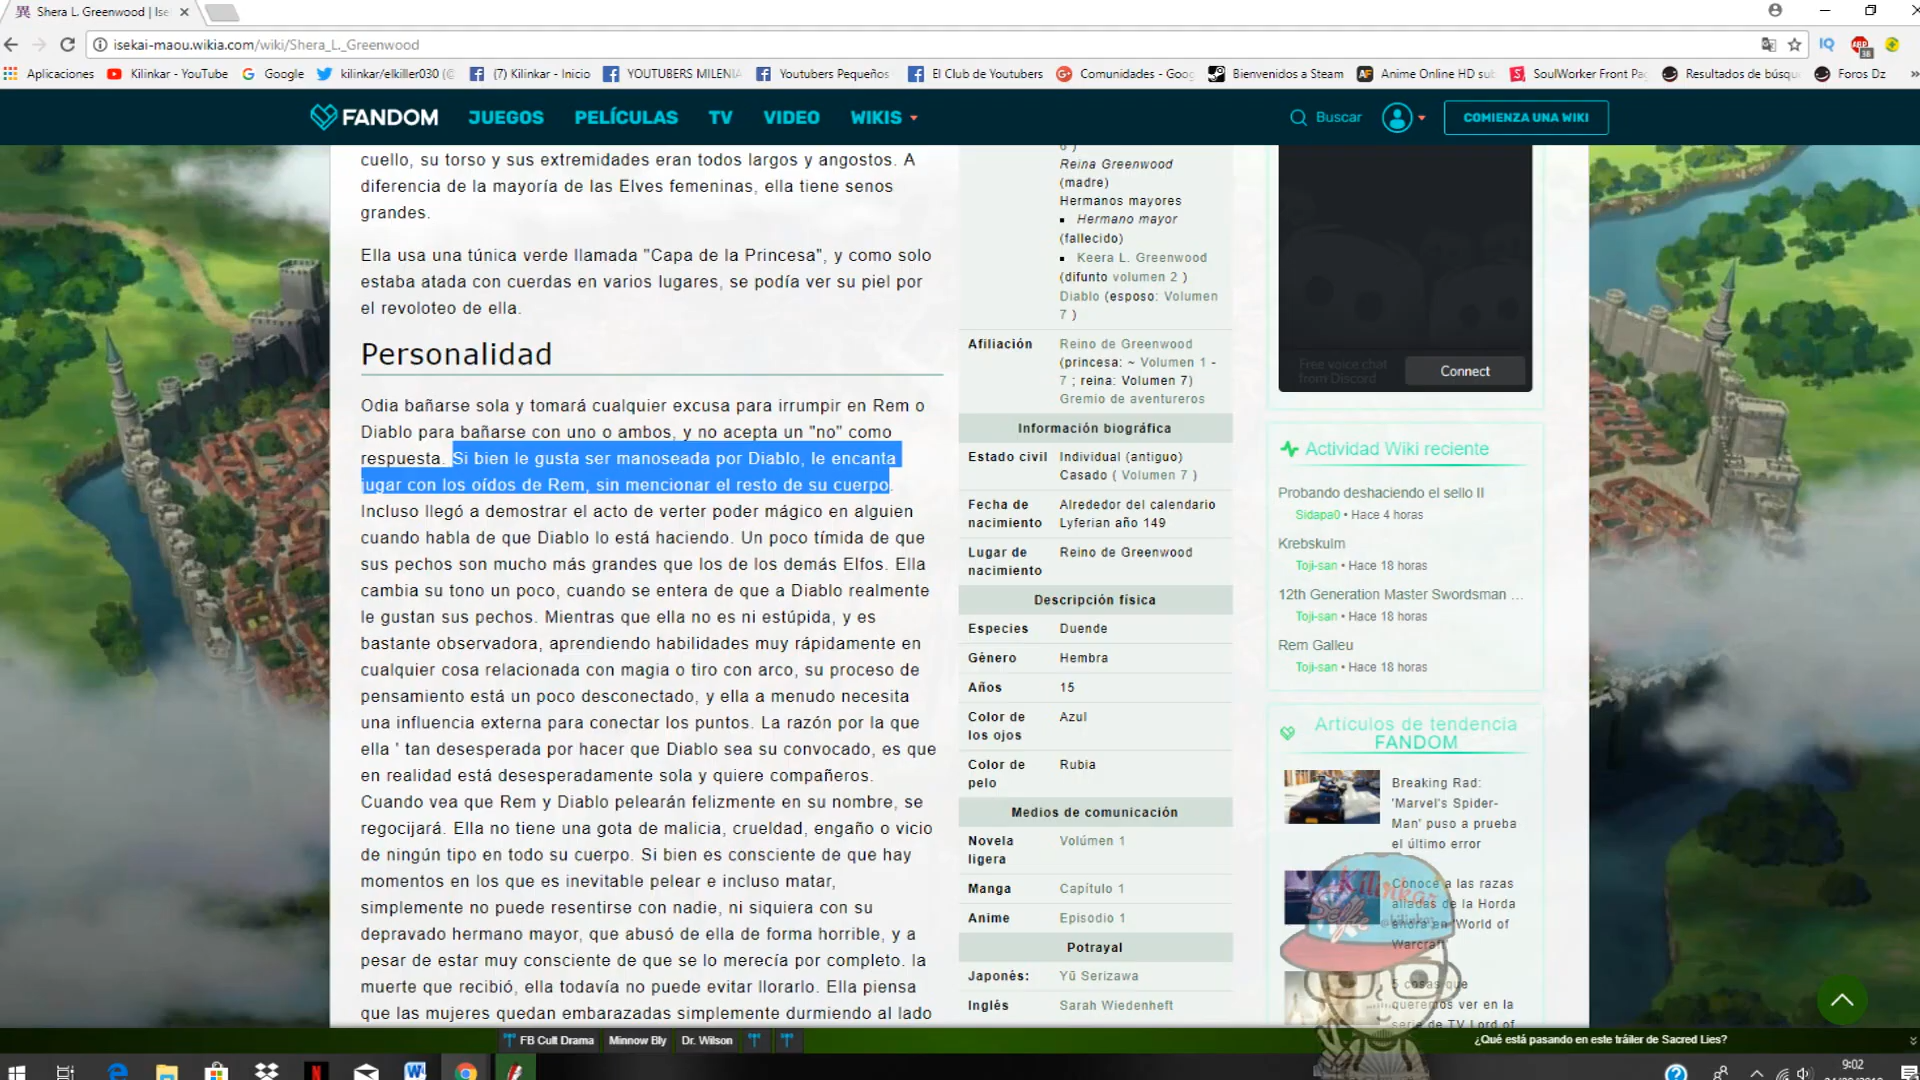 Shera L. Greenwood | Ise
isekai-maou.wikia.com/wiki/Shera_L._Greenwood
Aplicaciones
Kilinkar - YouTube
Google
kilinkar/elkiller030 (@
(7) Kilinkar - Inicio
YOUTUBERS MILENIA
Youtubers Pequeños
El Club de Youtubers
Comunidades - Goog
Bienvenidos a Steam
Anime Online HD sub
SoulWorker Front Pag
Resultados de búsqu
Foros Dz
FANDOM
JUEGOS
PELÍCULAS
TV
VIDEO
WIKIS
Buscar
COMIENZA UNA WIKI
cuello, su torso y sus extremidades eran todos largos y angostos. A
diferencia de la mayoría de las Elves femeninas, ella tiene senos
grandes.
Ella usa una túnica verde llamada "Capa de la Princesa", y como solo
estaba atada con cuerdas en varios lugares, se podía ver su piel por
el revoloteo de ella.
Personalidad
Odia bañarse sola y tomará cualquier excusa para irrumpir en Rem o
Diablo para bañarse con uno o ambos, y no acepta un "no" como
respuesta. Si bien le gusta ser manoseada por Diablo, le encanta
jugar con los oídos de Rem, sin mencionar el resto de su cuerpo.
Incluso llegó a demostrar el acto de verter poder mágico en alguien
cuando habla de que Diablo lo está haciendo. Un poco tímida de que
sus pechos son mucho más grandes que los de los demás Elfos. Ella
cambia su tono un poco, cuando se entera de que a Diablo realmente
le gustan sus pechos. Mientras que ella no es ni estúpida, y es
bastante observadora, aprendiendo habilidades muy rápidamente en
cualquier cosa relacionada con magia o tiro con arco, su proceso de
pensamiento está un poco desconectado, y ella a menudo necesita
una influencia externa para conectar los puntos. La razón por la que
ella ' tan desesperada por hacer que Diablo sea su convocado, es que
en realidad está desesperadamente sola y quiere compañeros.
Cuando vea que Rem y Diablo pelearán felizmente en su nombre, se
regocijará. Ella no tiene una gota de malicia, crueldad, engaño o vicio
de ningún tipo en todo su cuerpo. Si bien es consciente de que hay
momentos en los que es inevitable pelear e incluso matar,
simplemente no puede resentirse con nadie, ni siquiera con su
depravado hermano mayor, que abusó de ella de forma horrible, y a
pesar de estar muy consciente de que se lo merecía por completo. la
muerte que recibió, ella todavía no puede evitar llorarlo. Ella piensa
que las mujeres quedan embarazadas simplemente durmiendo al lado
6 )
Reina Greenwood
(madre)
Hermanos mayores
Hermano mayor
(fallecido)
Keera L. Greenwood
(difunto volumen 2 )
Diablo (esposo: Volumen
7 )
Afiliación
Reino de Greenwood
(princesa: ~ Volumen 1 -
7 ; reina: Volumen 7)
Gremio de aventureros
Información biográfica
Estado civil
Individual (antiguo)
Casado ( Volumen 7 )
Fecha de
nacimiento
Alrededor del calendario
Lyferian año 149
Lugar de
nacimiento
Reino de Greenwood
Descripción física
Especies
Duende
Género
Hembra
Años
15
Color de
los ojos
Azul
Color de
pelo
Rubia
Medios de comunicación
Novela
ligera
Volúmen 1
Manga
Capítulo 1
Anime
Episodio 1
Potrayal
Japonés:
Yū Serizawa
Inglés
Sarah Wiedenheft
Free voice chat
from Discord
Connect
Actividad Wiki reciente
Probando deshaciendo el sello II
Sidapa0 • Hace 4 horas
Krebskulm
Toji-san • Hace 18 horas
12th Generation Master Swordsman ...
Toji-san • Hace 18 horas
Rem Galleu
Toji-san • Hace 18 horas
Artículos de tendencia
FANDOM
Breaking Rad:
'Marvel's Spider-
Man' puso a prueba
el último error
Conoce a las razas
aliadas de la Horda
ahora en 'World of
Warcraft'
5 cosas que
queremos ver en la
serie de TV Lord of
Kilinkar
Selfie
FB Cult Drama
Minnow Bly
Dr. Wilson
¿Qué está pasando en este tráiler de Sacred Lies?
9:02